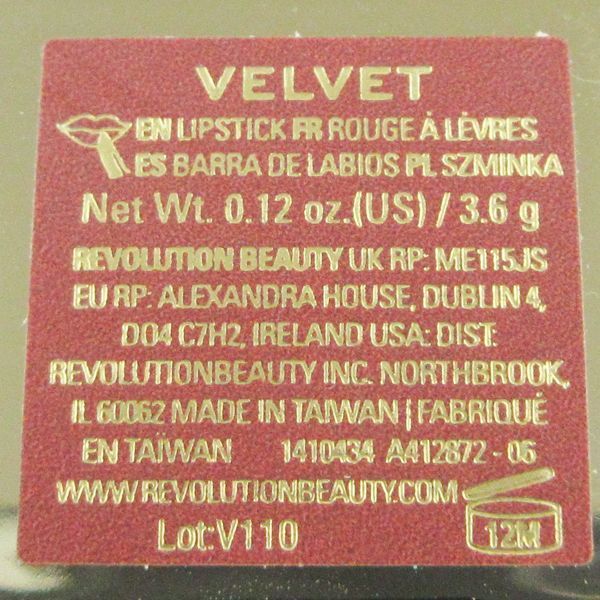 VELVET
EN LIPSTICK FR ROUGE À LÈVRES
ES BARRA DE LABIOS PL SZMINKA
Net Wt. 0.12 oz.(US) / 3.6 g
REVOLUTION BEAUTY UK RP: ME115JS
EU RP: ALEXANDRA HOUSE, DUBLIN 4,
D04 C7H2, IRELAND USA: DIST:
REVOLUTIONBEAUTY INC. NORTHBROOK,
IL 60062 MADE IN TAIWAN | FABRIQUÉ
EN TAÏWAN 1410434 A412872 - 06
WWW.REVOLUTIONBEAUTY.COM
Lot:V110
12M